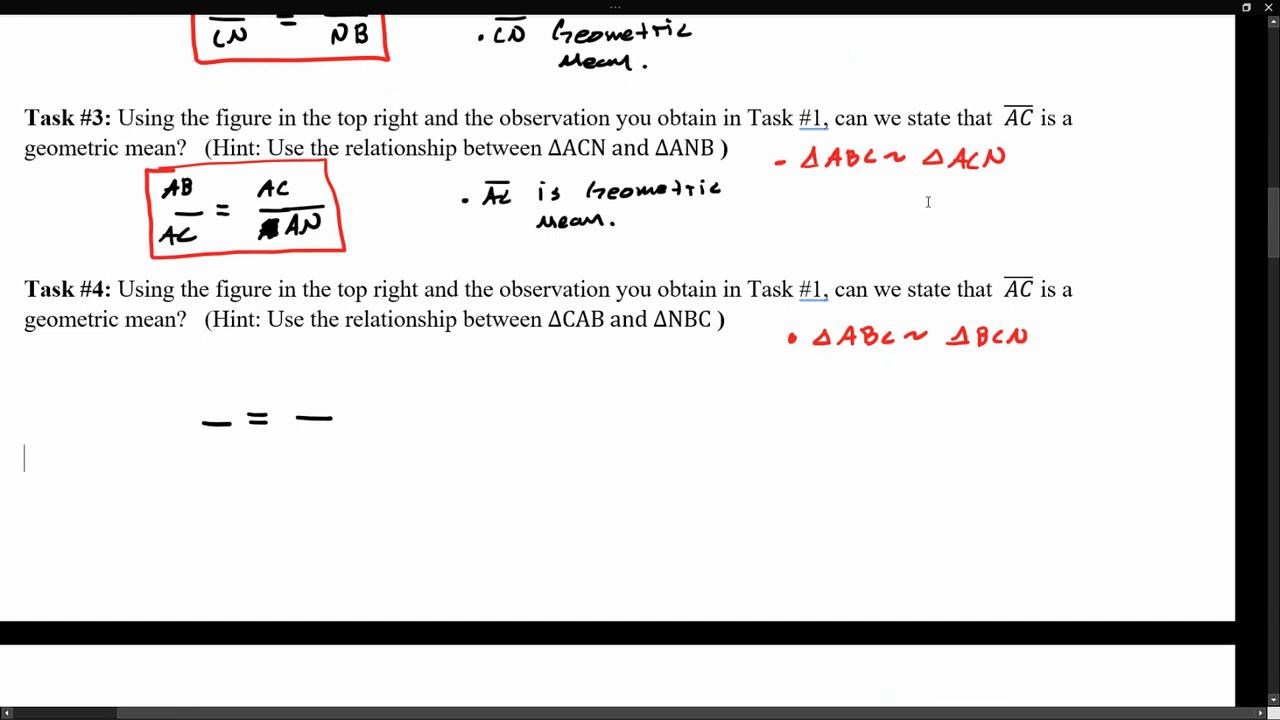 CN = NB
. CN Geometric
Mean.
Task #3: Using the figure in the top right and the observation you obtain in Task #1, can we state that AC is a
geometric mean? (Hint: Use the relationship between ΔACN and ΔANB )
- Δ ABC ~ Δ ACN
AB/AC = AC/AN
. AC is Geometric
mean.
Task #4: Using the figure in the top right and the observation you obtain in Task #1, can we state that AC is a
geometric mean? (Hint: Use the relationship between ΔCAB and ΔNBC )
• Δ ABC ~ Δ BCN
— = —